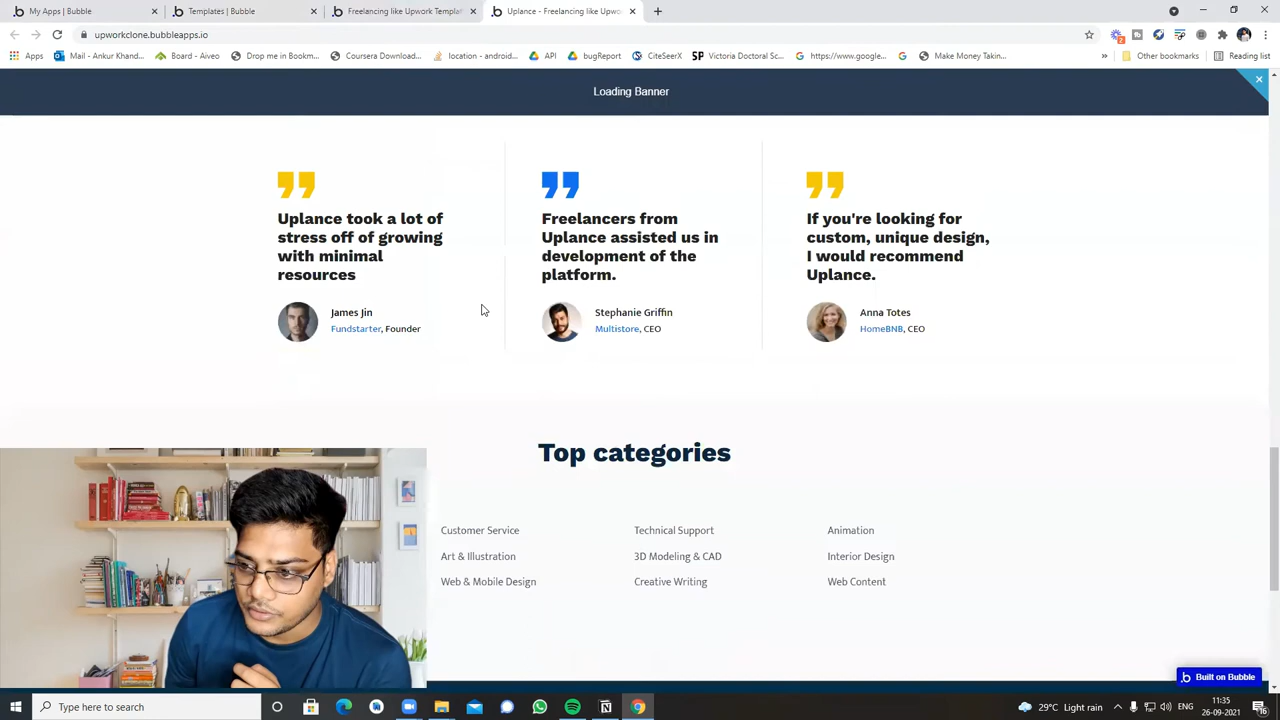 My Apps | Bubble
Templates | Bubble
Freelancing like Upwork Templat
Uplance - Freelancing like Upwo
upworkclone.bubbleapps.io
Apps
Mail - Ankur Khand...
Board - Aiveo
Drop me in Bookm...
Coursera Download...
location - android...
API
bugReport
CiteSeerX
SP Victoria Doctoral Sc...
https://www.google...
Make Money Takin...
Other bookmarks
Reading list
Loading Banner
Uplance took a lot of
stress off of growing
with minimal
resources
James Jin
Fundstarter, Founder
Freelancers from
Uplance assisted us in
development of the
platform.
Stephanie Griffin
Multistore, CEO
If you're looking for
custom, unique design,
I would recommend
Uplance.
Anna Totes
HomeBNB, CEO
Top categories
Customer Service
Technical Support
Animation
Art & Illustration
3D Modeling & CAD
Interior Design
Web & Mobile Design
Creative Writing
Web Content
Built on Bubble
Type here to search
29°C Light rain
ENG
11:35
26-09-2021